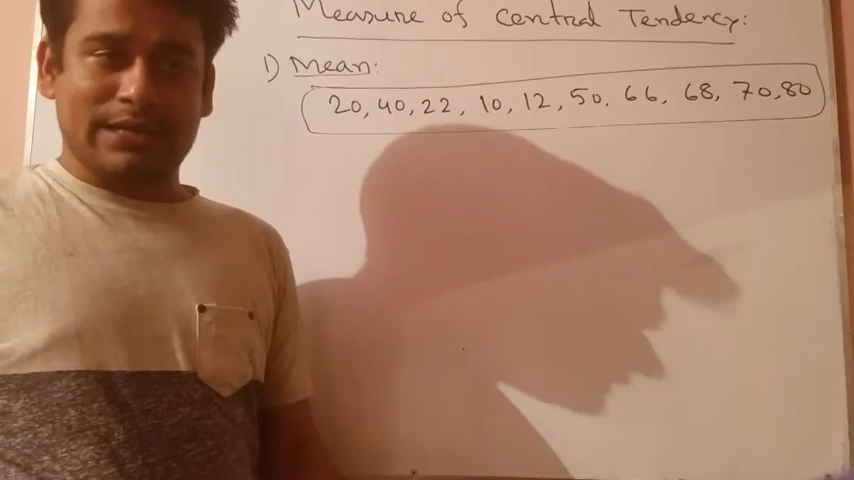 Measure of central Tendency:
1) Mean:
20, 40, 22, 10, 12, 50, 66, 68, 70, 80